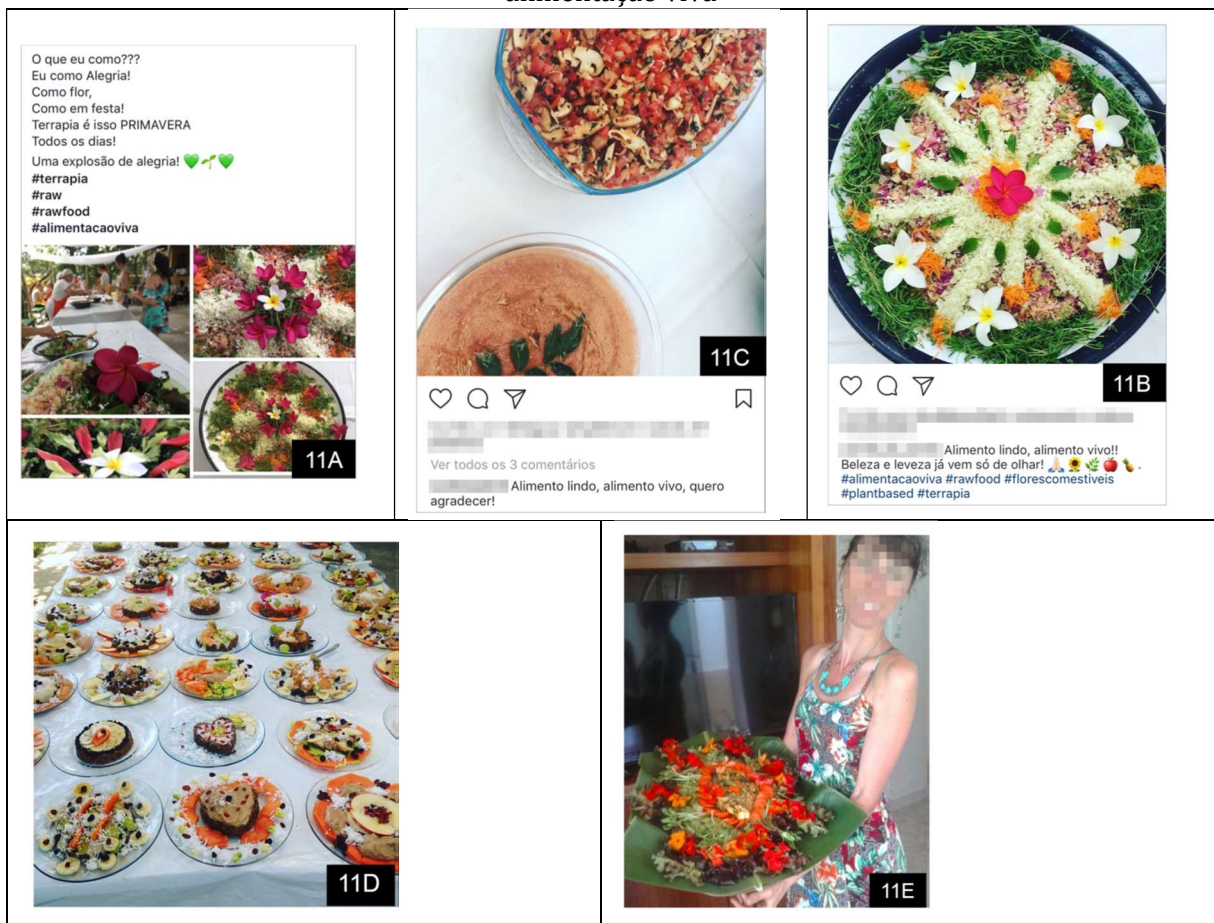 alimentação viva
O que eu como???
Eu como Alegria!
Como flor,
Como em festa!
Terrapia é isso PRIMAVERA
Todos os dias!
Uma explosão de alegria! 💚🌱💚
#terrapia
#raw
#rawfood
#alimentacaoviva
11A
11C
Ver todos os 3 comentários
Alimento lindo, alimento vivo, quero
agradecer!
11B
Alimento lindo, alimento vivo!!
Beleza e leveza já vem só de olhar! 🙏🏻🌻🌿🍎🍍.
#alimentacaoviva #rawfood #florescomestiveis
#plantbased #terrapia
11D
11E